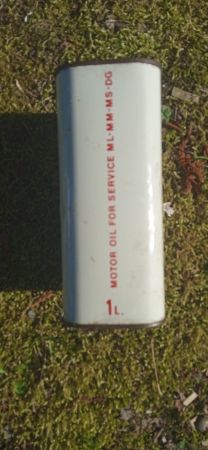 MOTOR OIL FOR SERVICE ML-MM-MS-DG
1L.